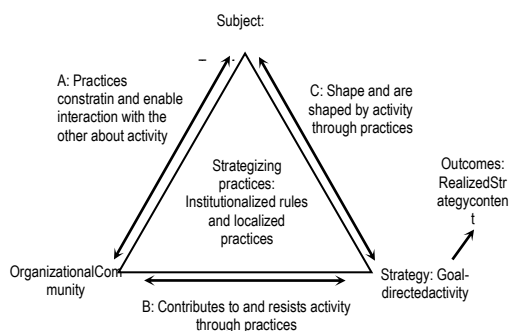 Subject:
A: Practices
constratin and enable
interaction with the
other about activity
C: Shape and are
shaped by activity
through practices
Strategizing
practices:
Institutionalized rules
and localized
practices
Outcomes:
RealizedStr
ategyconten
t
OrganizationalCom
munity
Strategy: Goal-
directedactivity
B: Contributes to and resists activity
through practices